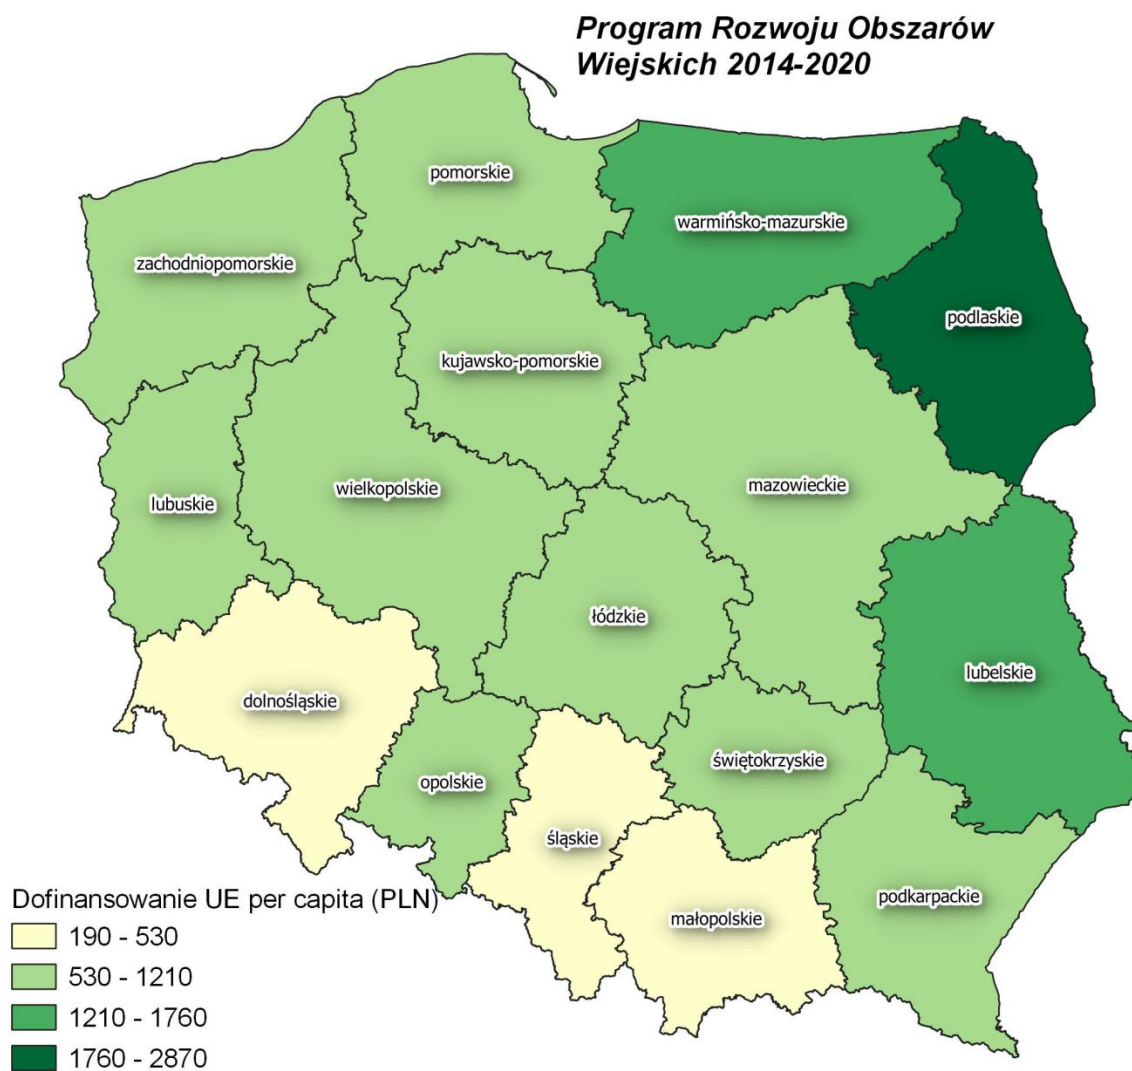 Program Rozwoju Obszarów
Wiejskich 2014-2020
pomorskie
warmińsko-mazurskie
zachodniopomorskie
podlaskie
kujawsko-pomorskie
mazowieckie
wielkopolskie
lubuskie
łódzkie
lubelskie
dolnośląskie
świętokrzyskie
opolskie
śląskie
podkarpackie
małopolskie
Dofinansowanie UE per capita (PLN)
190 - 530
530 - 1210
1210 - 1760
1760 - 2870